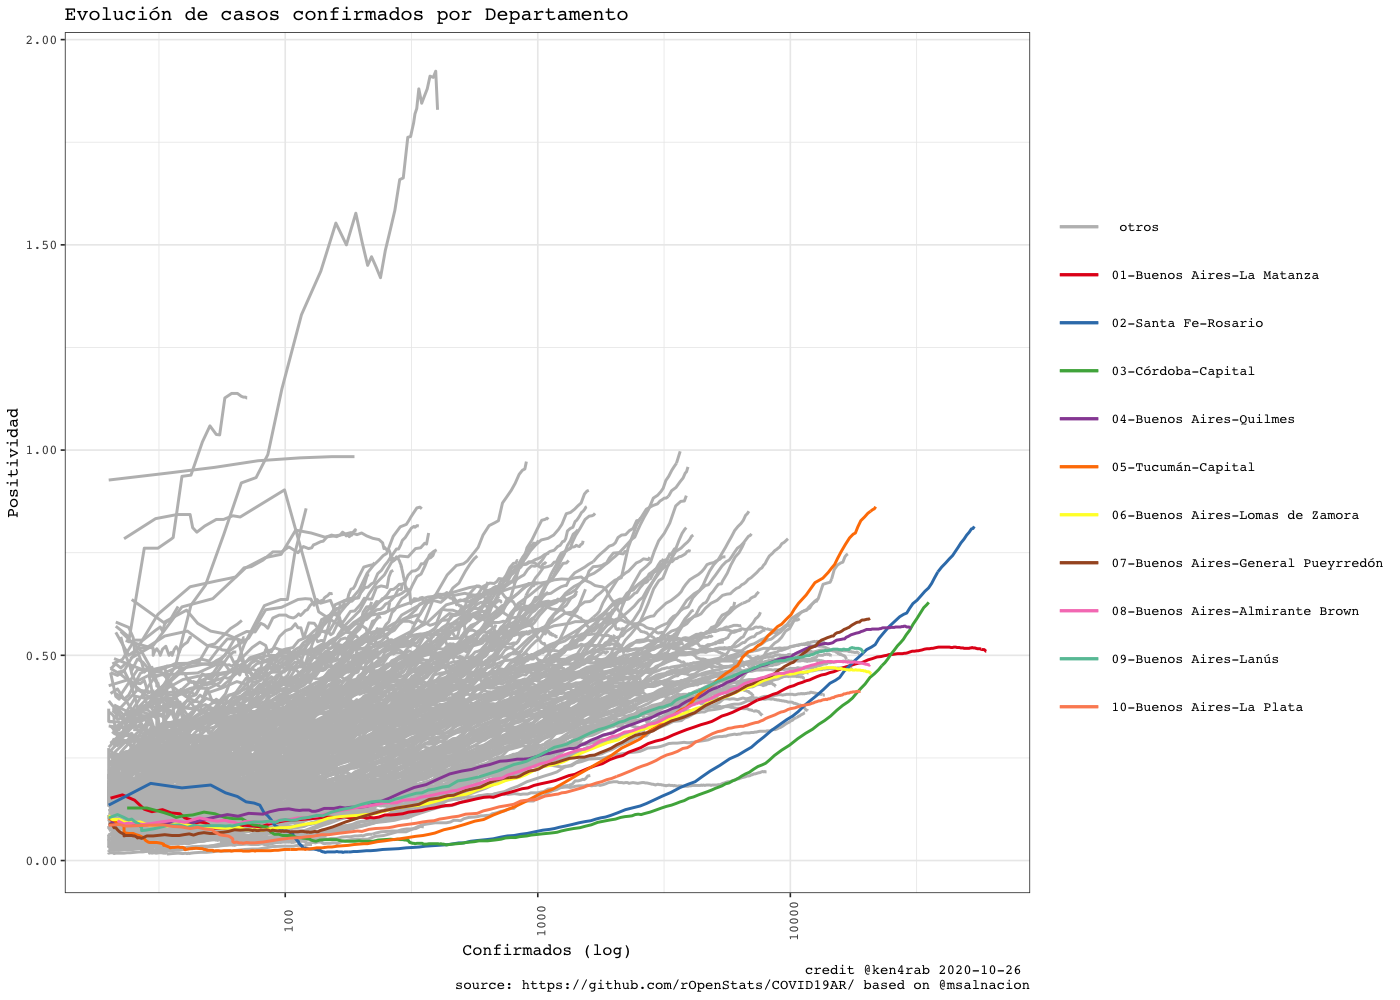 Evolución de casos confirmados por Departamento
2.00
1.50
1.00
0.50
0.00
Positividad
100
1000
10000
Confirmados (log)
otros
01-Buenos Aires-La Matanza
02-Santa Fe-Rosario
03-Córdoba-Capital
04-Buenos Aires-Quilmes
05-Tucumán-Capital
06-Buenos Aires-Lomas de Zamora
07-Buenos Aires-General Pueyrredón
08-Buenos Aires-Almirante Brown
09-Buenos Aires-Lanús
10-Buenos Aires-La Plata
credit @ken4rab 2020-10-26
source: https://github.com/rOpenStats/COVID19AR/ based on @msalnacion